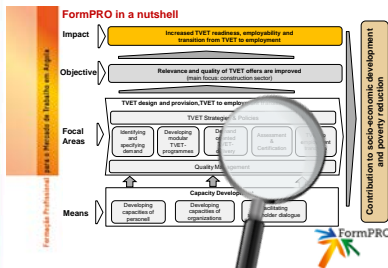 FormPRO in a nutshell
Formação Profissional para o Mercado de Trabalho em Angola
Impact
Increased TVET readiness, employability and
transition from TVET to employment
Objective
Relevance and quality of TVET offers are improved
(main focus: construction sector)
Focal
Areas
TVET design and provision, TVET to
TVET Strategies & Policies
Identifying
and
specifying
demand
Developing
modular
TVET-
programmes
Assessment
&
Certification
Quality Management
Means
Capacity
Developing
capacities of
personell
Developing
capacities of
organizations
dialogue
Contribution to socio-economic development
and poverty reduction
FormPRO